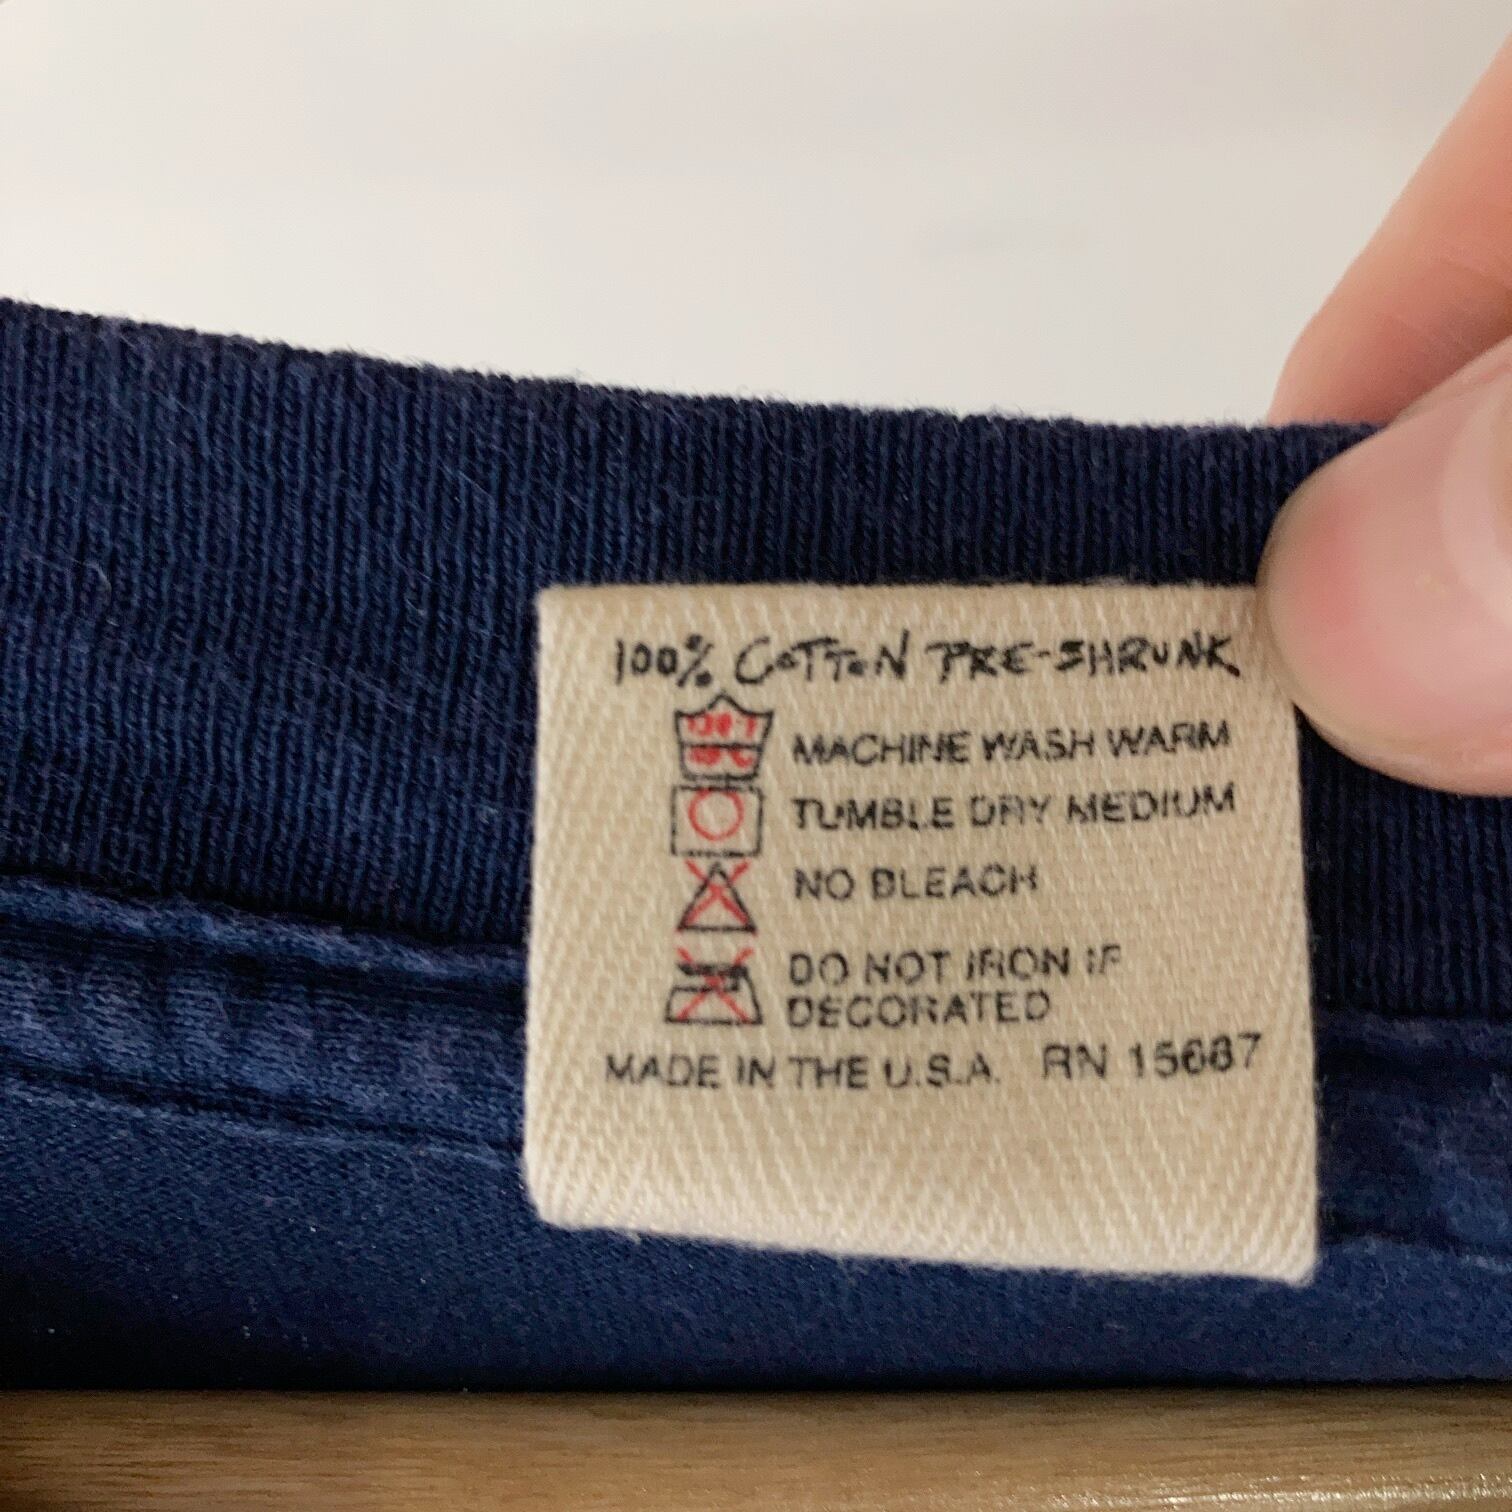 100% COTTON PRE-SHRUNK
MACHINE WASH WARM
TUMBLE DRY MEDIUM
NO BLEACH
DO NOT IRON IF
DECORATED
MADE IN THE U.S.A. RN 15687